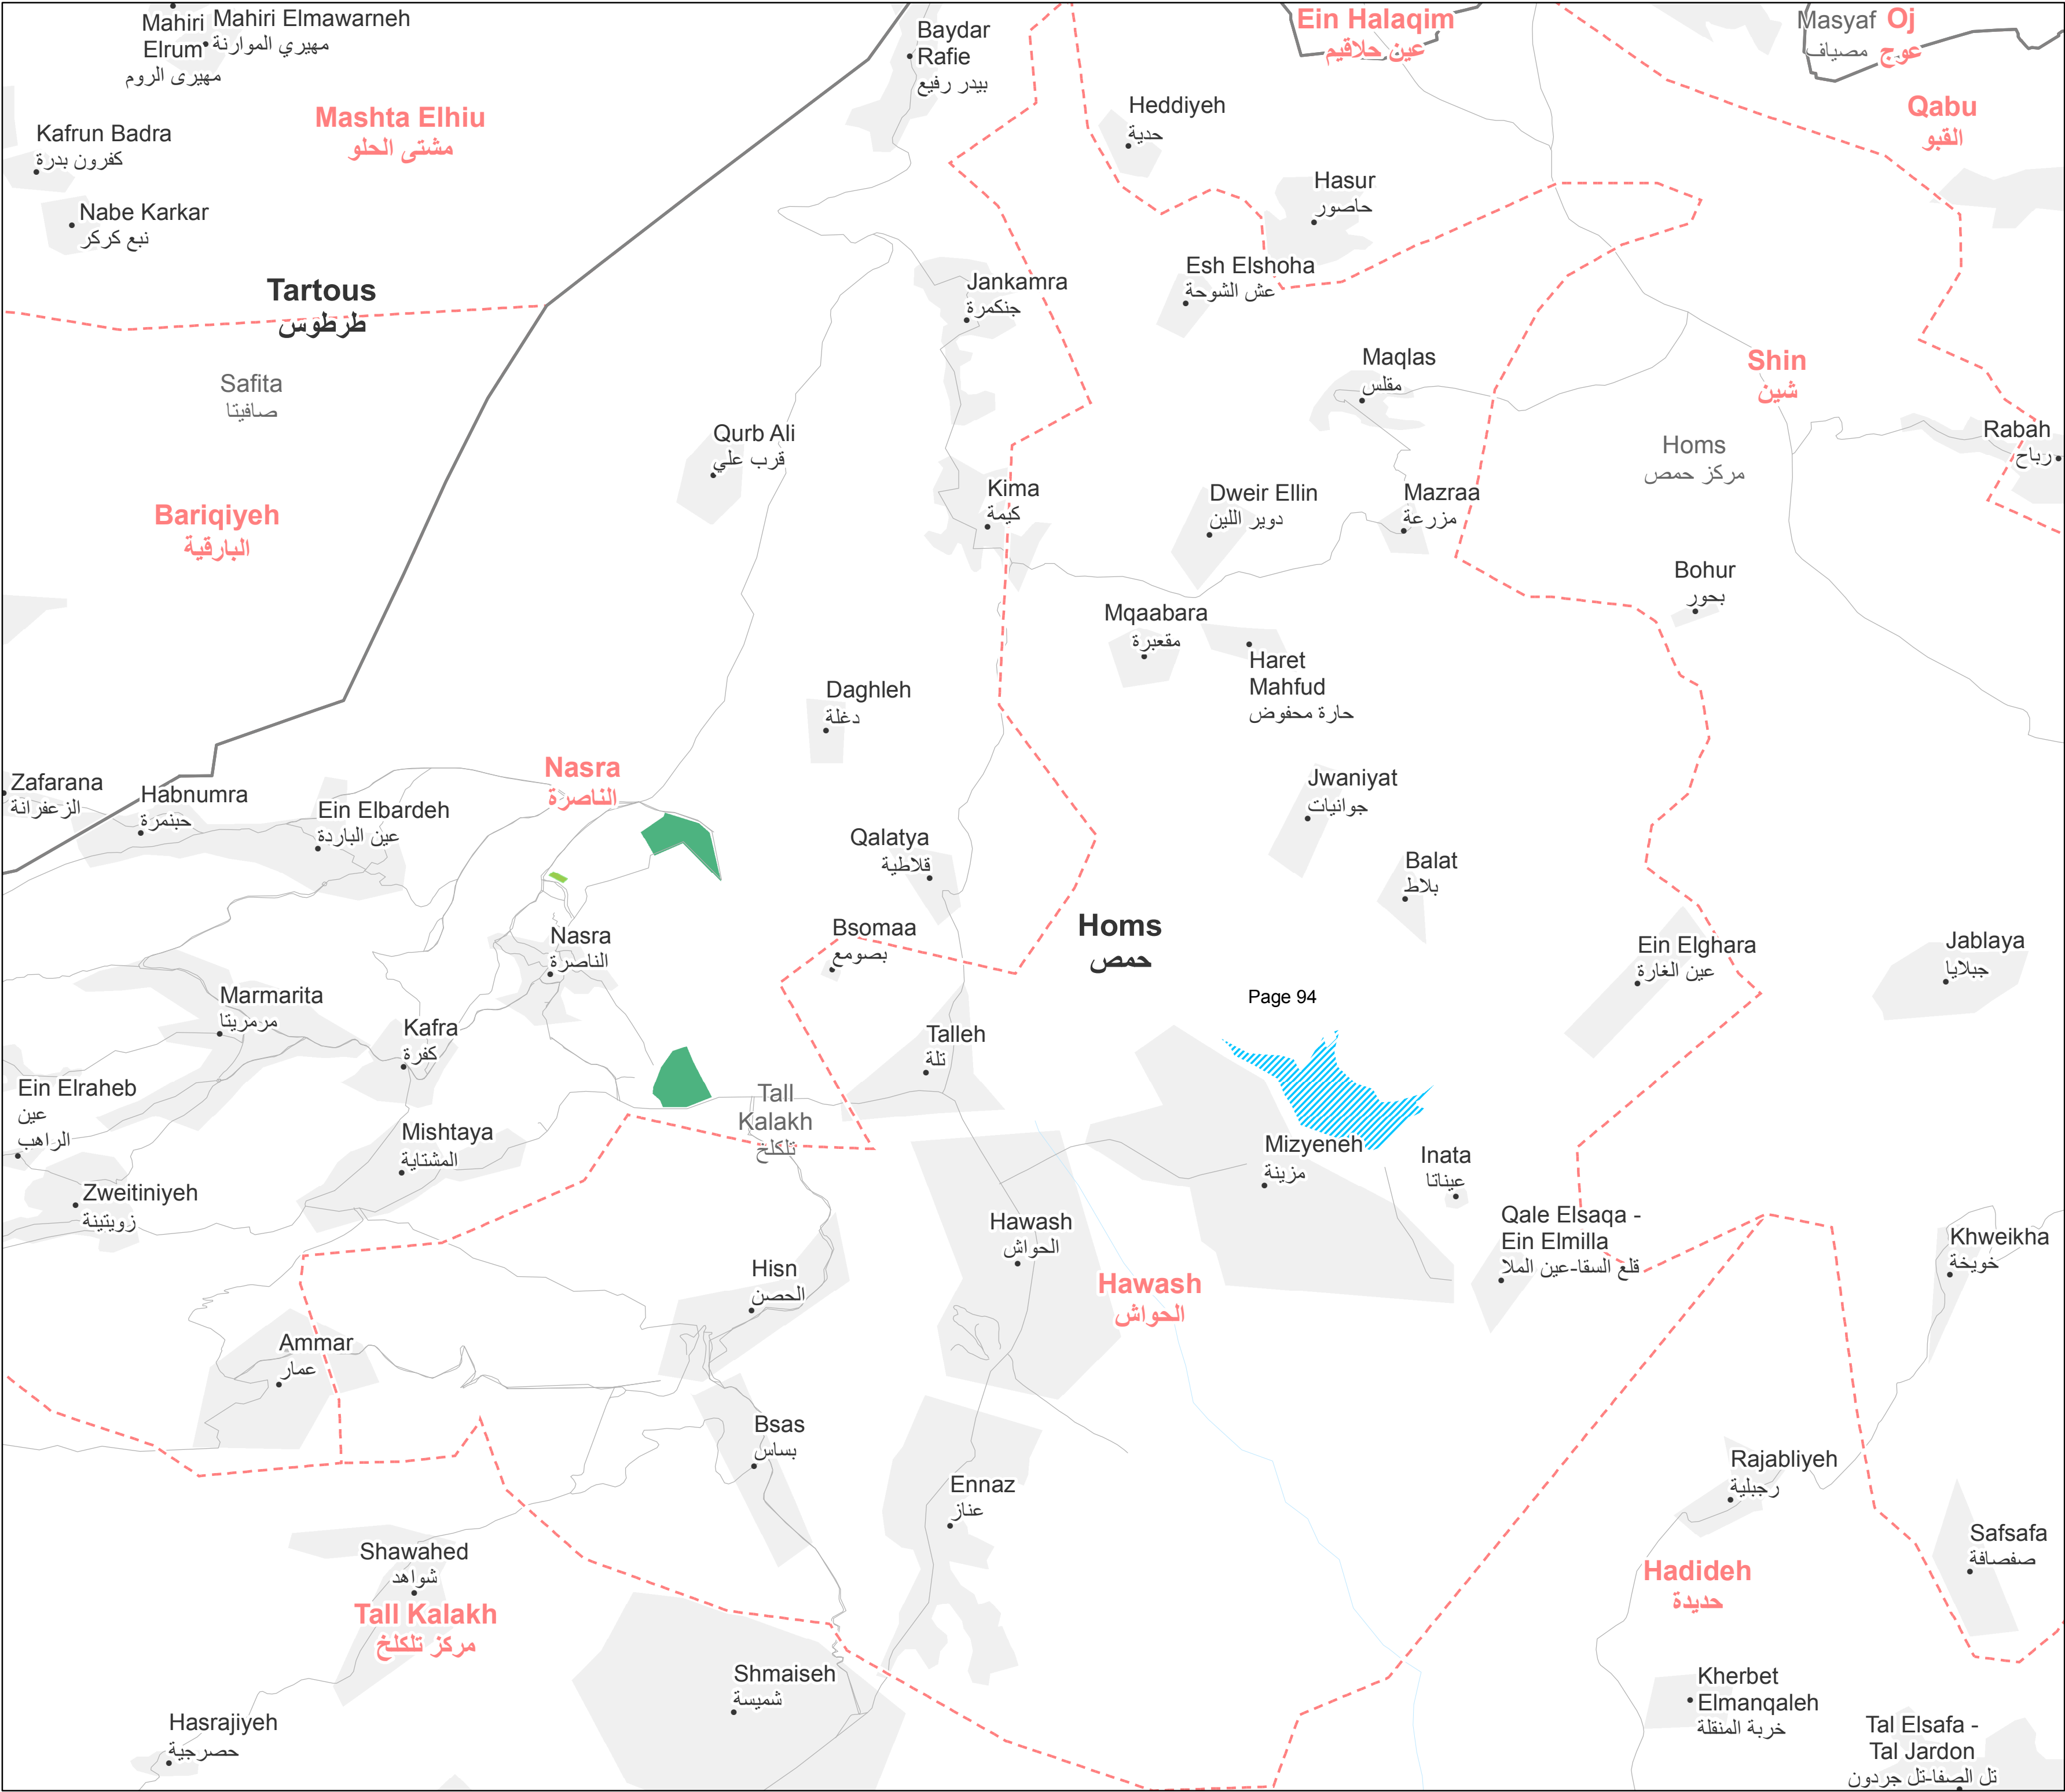 Mahiri
Elrum
مهيرى الروم
Mahiri Elmawarneh
مهيري الموارنة
Baydar
Rafie
بيدر رفيع
Ein Halaqim
عين حلاقيم
Masyaf
مصياف
Oj
عوج
Mashta Elhiu
مشتى الحلو
Kafrun Badra
كفرون بدرة
Heddiyeh
حدية
Qabu
القبو
Nabe Karkar
نبع كركر
Hasur
حاصور
Tartous
طرطوس
Jankamra
جنكمرة
Esh Elshoha
عش الشوحة
Safita
صافيتا
Maqlas
مقلس
Shin
شين
Qurb Ali
قرب علي
Homs
مركز حمص
Rabah
رباح
Bariqiyeh
البارقية
Kima
كيمة
Dweir Ellin
دوير اللين
Mazraa
مزرعة
Bohur
بحور
Mqaabara
مقعبرة
Haret
Mahfud
حارة محفوض
Daghleh
دغلة
Zafarana
الزعفرانة
Habnumra
حبنمرة
Ein Elbardeh
عين الباردة
Nasra
الناصرة
Jwaniyat
جوانيات
Qalatya
قلاطية
Balat
بلاط
Nasra
الناصرة
Bsomaa
بصومع
Homs
حمص
Ein Elghara
عين الغارة
Jablaya
جبلايا
Marmarita
مرمريتا
Page 94
Kafra
كفرة
Talleh
تلة
Ein Elraheb
عين
الراهب
Tall
Kalakh
تلكلخ
Mishtaya
المشتاية
Mizyeneh
مزينة
Inata
عيناتا
Zweitiniyeh
زويتينة
Hawash
الحواش
Qale Elsaqa -
Ein Elmilla
قلع السقا-عين الملا
Khweikha
خويخة
Hisn
الحصن
Hawash
الحواش
Ammar
عمار
Bsas
بساس
Ennaz
عناز
Rajabliyeh
رجبلية
Shawahed
شواهد
Safsafa
صفصافة
Hadideh
حديدة
Tall Kalakh
مركز تلكلخ
Shmaiseh
شميسة
Kherbet
Elmanqaleh
خربة المنقلة
Hasrajiyeh
حصرجية
Tal Elsafa -
Tal Jardon
تل الصفا-تل جردون